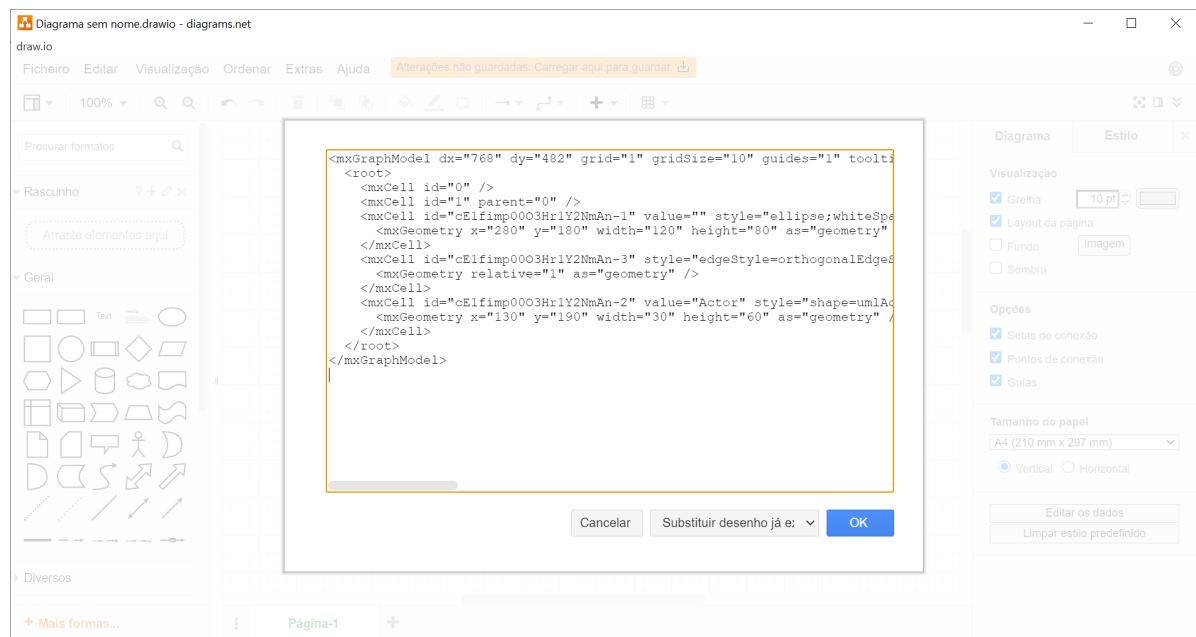 Diagrama sem nome.drawio - diagrams.net
draw.io
Ficheiro Editar Visualização Ordenar Extras Ajuda Alterações não guardadas. Carregar aqui para guardar.
100%
Procurar formatos
Rascunho
Arraste elementos aqui
Geral
Text
Diversos
+ Mais formas...
<mxGraphModel dx="768" dy="482" grid="1" gridSize="10" guides="1" toolti
<root>
<mxCell id="0" />
<mxCell id="1" parent="0" />
<mxCell id="cE1fimp00O3Hr1Y2NmAn-1" value="" style="ellipse;whiteSpa
<mxGeometry x="280" y="180" width="120" height="80" as="geometry"
</mxCell>
<mxCell id="cE1fimp00O3Hr1Y2NmAn-3" style="edgeStyle=orthogonalEdgeS
<mxGeometry relative="1" as="geometry" />
</mxCell>
<mxCell id="cE1fimp00O3Hr1Y2NmAn-2" value="Actor" style="shape=umlAc
<mxGeometry x="130" y="190" width="30" height="60" as="geometry" /
</mxCell>
</root>
</mxGraphModel>
Cancelar Substituir desenho já e: OK
Página-1
Diagrama Estilo
Visualização
Grelha 10 pt
Layout da página
Fundo Imagem
Sombra
Opções
Setas de conexão
Pontos de conexão
Guias
Tamanho do papel
A4 (210 mm x 297 mm)
Vertical Horizontal
Editar os dados
Limpar estilo predefinido